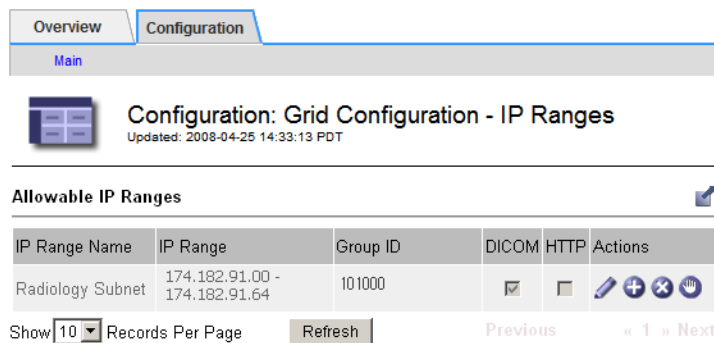 Overview Configuration
Main
Configuration: Grid Configuration - IP Ranges
Updated: 2008-04-25 14:33:13 PDT
Allowable IP Ranges
IP Range Name IP Range Group ID DICOM HTTP Actions
Radiology Subnet 174.182.91.00 - 174.182.91.64 101000
Show 10 Records Per Page Refresh Previous « 1 » Next